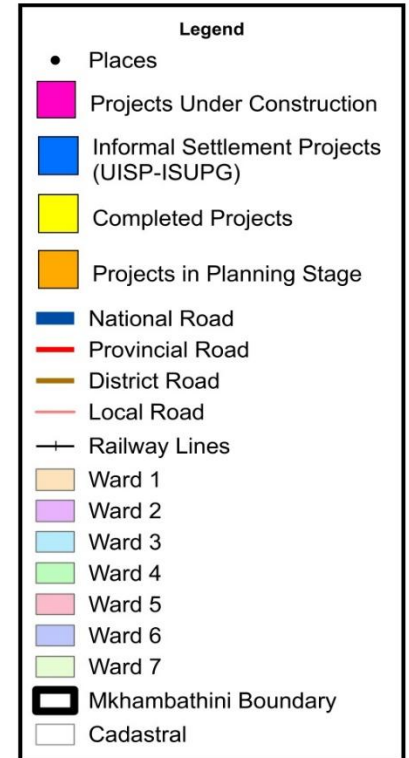 Legend
Places
Projects Under Construction
Informal Settlement Projects
(UISP-ISUPG)
Completed Projects
Projects in Planning Stage
National Road
Provincial Road
District Road
Local Road
Railway Lines
Ward 1
Ward 2
Ward 3
Ward 4
Ward 5
Ward 6
Ward 7
Mkhambathini Boundary
Cadastral